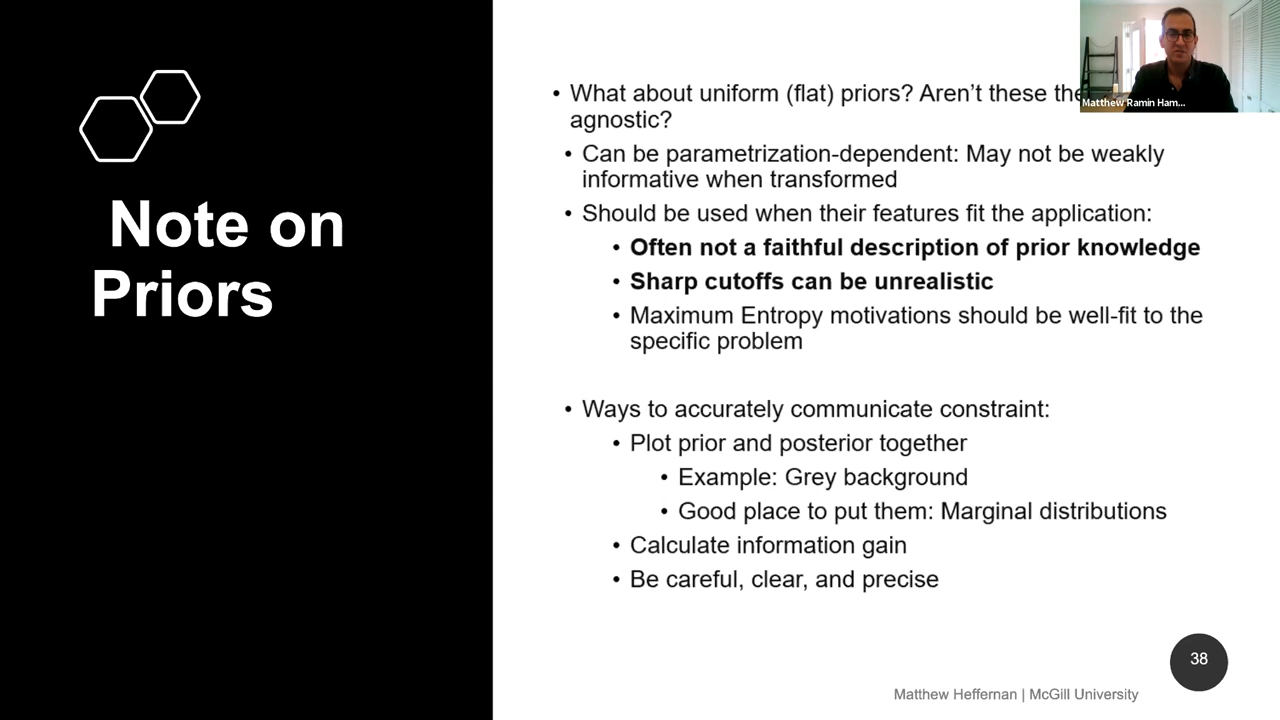 Note on
Priors
• What about uniform (flat) priors? Aren’t these the
agnostic?
• Can be parametrization-dependent: May not be weakly
informative when transformed
• Should be used when their features fit the application:
• Often not a faithful description of prior knowledge
• Sharp cutoffs can be unrealistic
• Maximum Entropy motivations should be well-fit to the
specific problem
• Ways to accurately communicate constraint:
• Plot prior and posterior together
• Example: Grey background
• Good place to put them: Marginal distributions
• Calculate information gain
• Be careful, clear, and precise
Matthew Ramin Ham...
38
Matthew Heffernan | McGill University